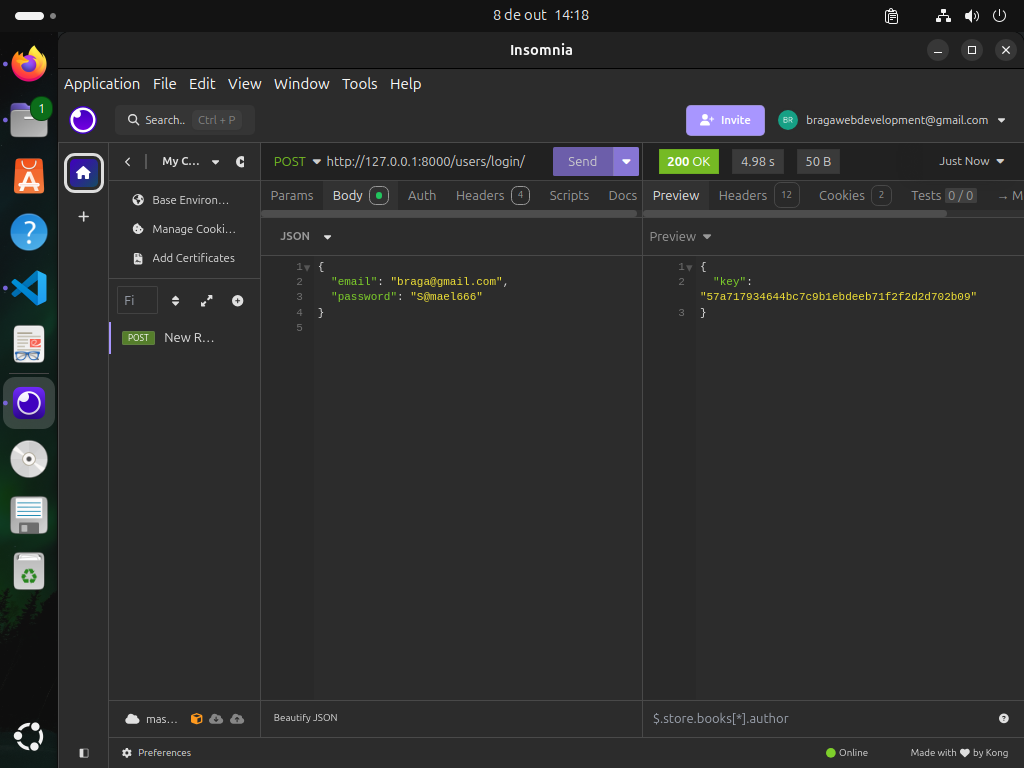 8 de out 14:18
Insomnia
1
Application File Edit View Window Tools Help
Search.. Ctrl + P
Invite
BR bragawebdevelopment@gmail.com
My C...
POST http://127.0.0.1:8000/users/login/
Send
200 OK 4.98 s 50 B Just Now
Base Environ...
Manage Cooki...
Add Certificates
Fi
POST New R...
Params Body Auth Headers 4 Scripts Docs
Preview Headers 12 Cookies 2 Tests 0 / 0 → M
JSON
1 {
2 "email": "braga@gmail.com",
3 "password": "S@mael666"
4 }
5
Preview
1 {
2 "key":
"57a717934644bc7c9b1ebdeeb71f2f2d2d702b09"
3 }
mas...
Beautify JSON
$.store.books[*].author
Preferences
Online
Made with ♥ by Kong